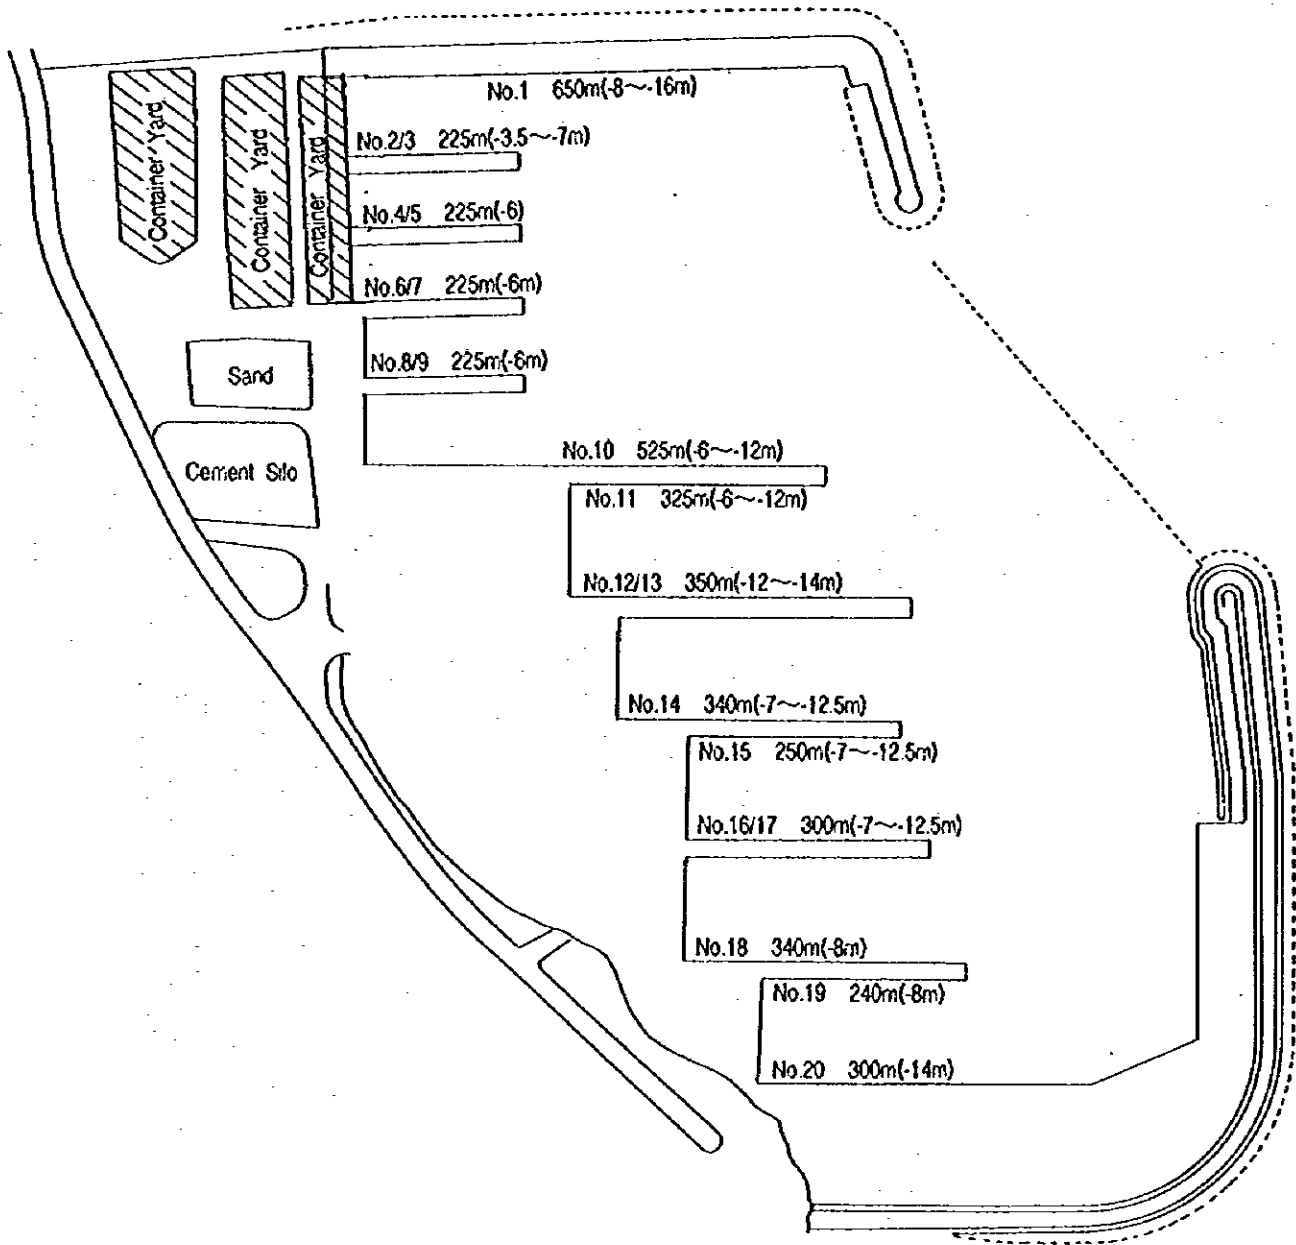 No.1 650m(-8～-16m)
Container Yard
Container Yard
Container Yard
No.2/3 225m(-3.5～-7m)
No.4/5 225m(-6)
No.6/7 225m(-6m)
No.8/9 225m(-6m)
Sand
Cement Silo
No.10 525m(-6～-12m)
No.11 325m(-6～-12m)
No.12/13 350m(-12～-14m)
No.14 340m(-7～-12.5m)
No.15 250m(-7～-12.5m)
No.16/17 300m(-7～-12.5m)
No.18 340m(-8m)
No.19 240m(-8m)
No.20 300m(-14m)